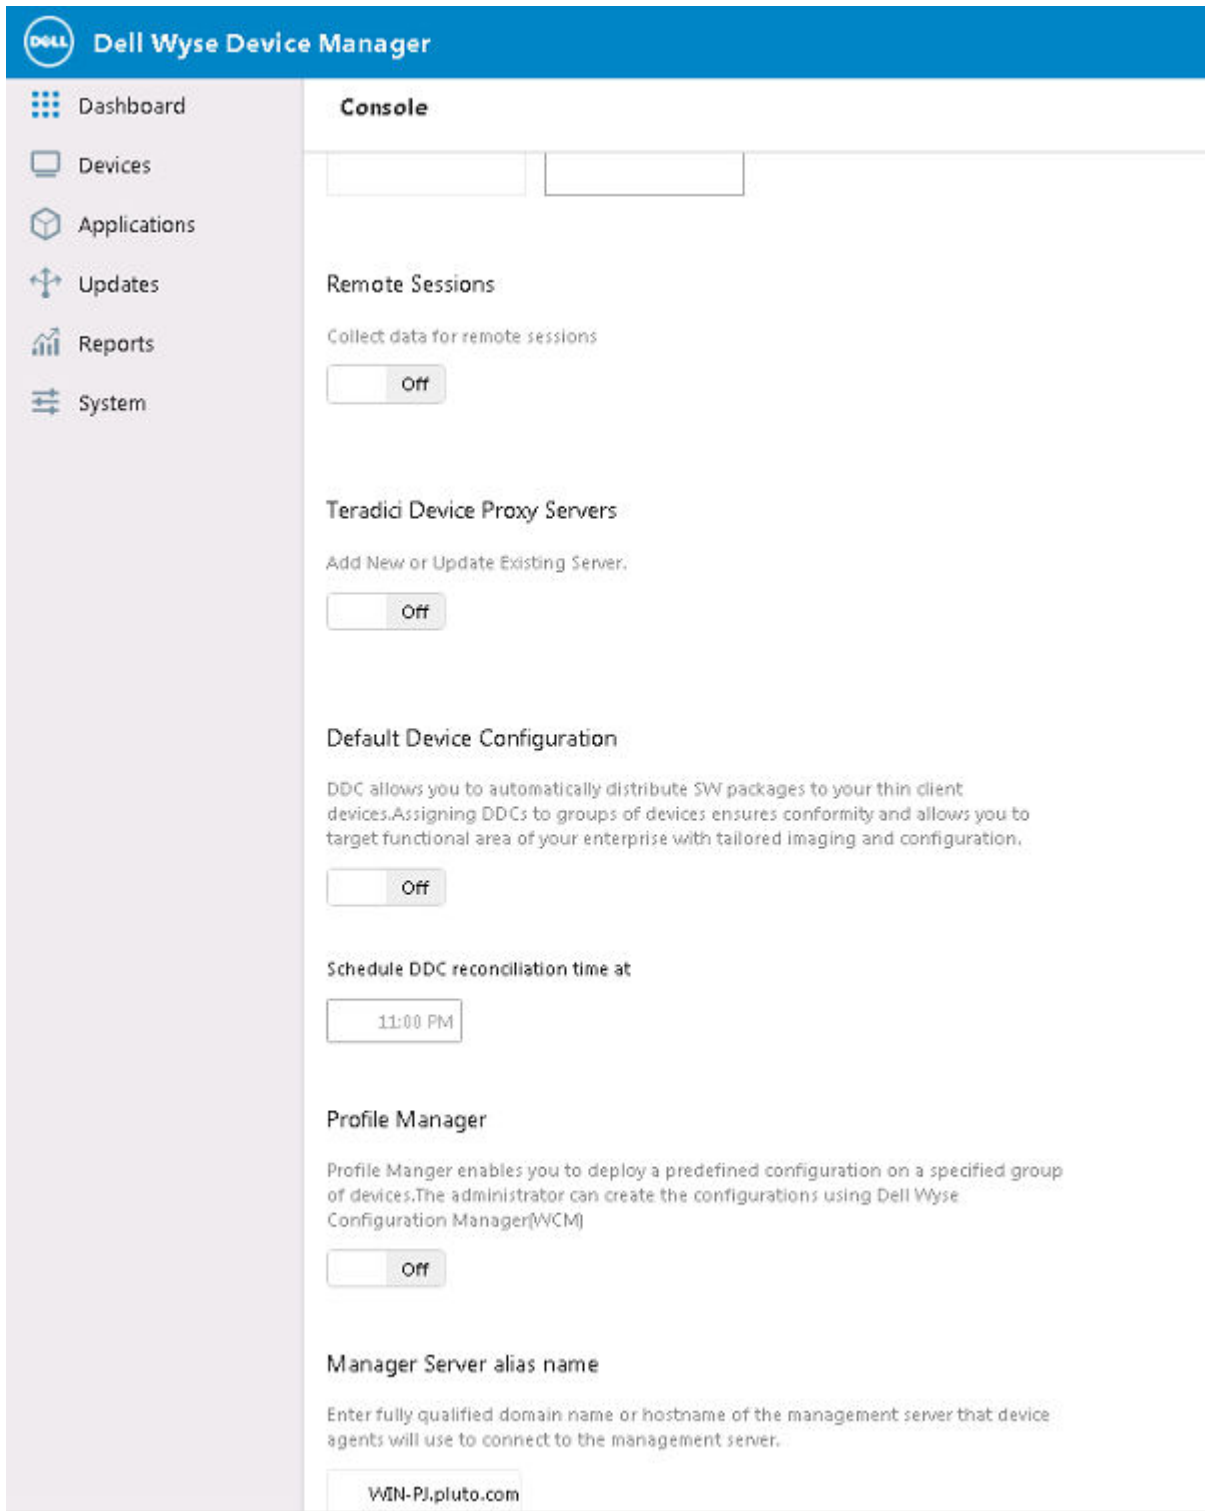 DELL
Dell Wyse Device Manager
Dashboard
Devices
Applications
Updates
Reports
System
Console
Remote Sessions
Collect data for remote sessions
Off
Teradici Device Proxy Servers
Add New or Update Existing Server.
Off
Default Device Configuration
DDC allows you to automatically distribute SW packages to your thin client
devices.Assigning DDCs to groups of devices ensures conformity and allows you to
target functional area of your enterprise with tailored imaging and configuration.
Off
Schedule DDC reconciliation time at
11:00 PM
Profile Manager
Profile Manger enables you to deploy a predefined configuration on a specified group
of devices.The administrator can create the configurations using Dell Wyse
Configuration Manager(WCM)
Off
Manager Server alias name
Enter fully qualified domain name or hostname of the management server that device
agents will use to connect to the management server.
WIN-PJ.pluto.com